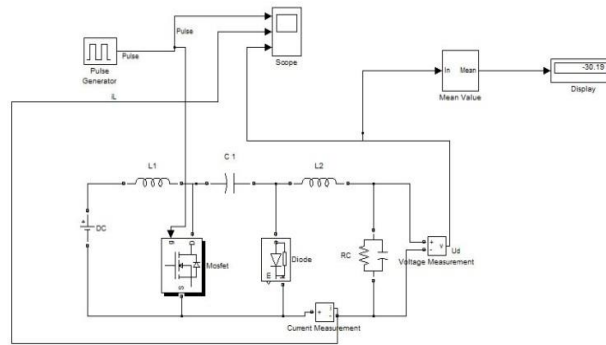 Pulse
Scope
Pulse
Pulse
Generator
iL
In
Mean
Mean Value
-30.19
Display
L1
C 1
L2
+
DC
g
D
Mosfet
S
Diode
RC
+
-
v
Ud
Voltage Measurement
+
i
-
Current Measurement